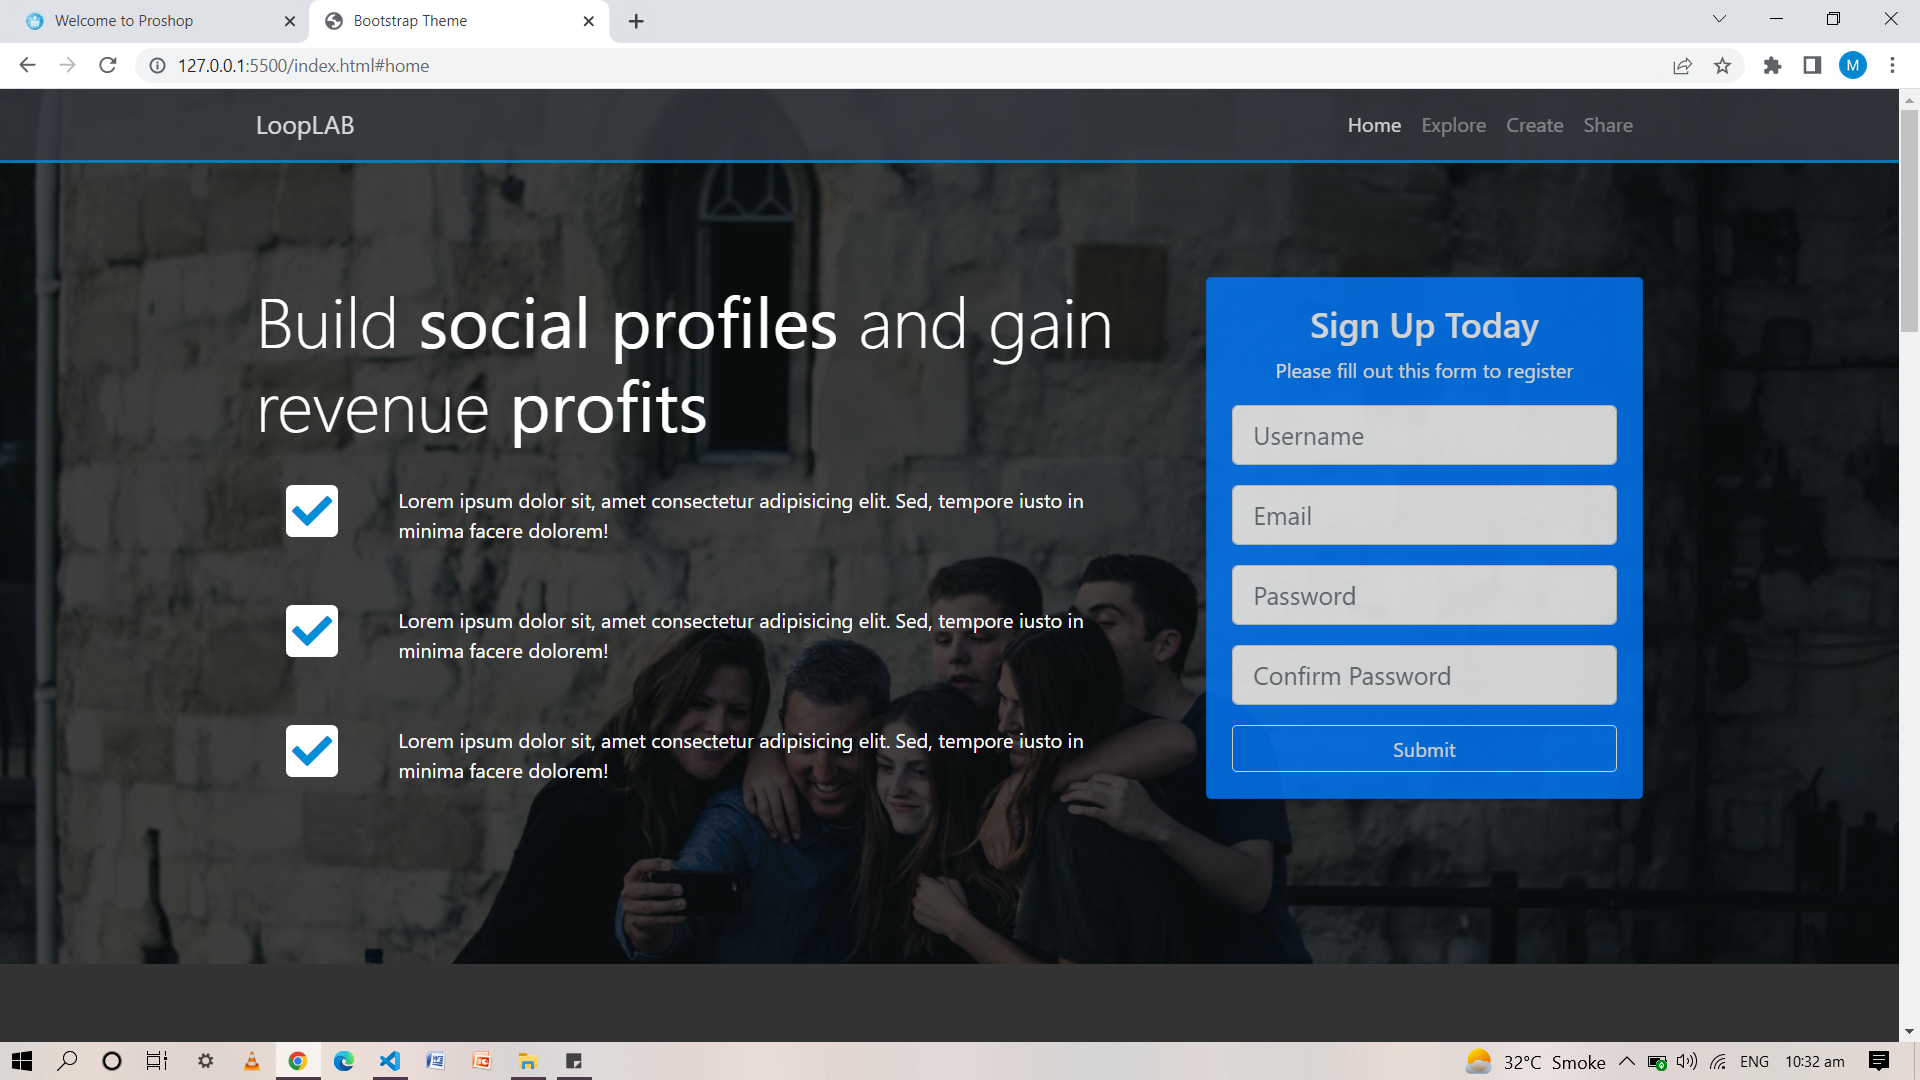 Welcome to Proshop
Bootstrap Theme
127.0.0.1:5500/index.html#home
M
LoopLAB
Home Explore Create Share
Build social profiles and gain
revenue profits
Lorem ipsum dolor sit, amet consectetur adipisicing elit. Sed, tempore iusto in
minima facere dolorem!
Lorem ipsum dolor sit, amet consectetur adipisicing elit. Sed, tempore iusto in
minima facere dolorem!
Lorem ipsum dolor sit, amet consectetur adipisicing elit. Sed, tempore iusto in
minima facere dolorem!
Sign Up Today
Please fill out this form to register
Username
Email
Password
Confirm Password
Submit
32°C Smoke
ENG
10:32 am